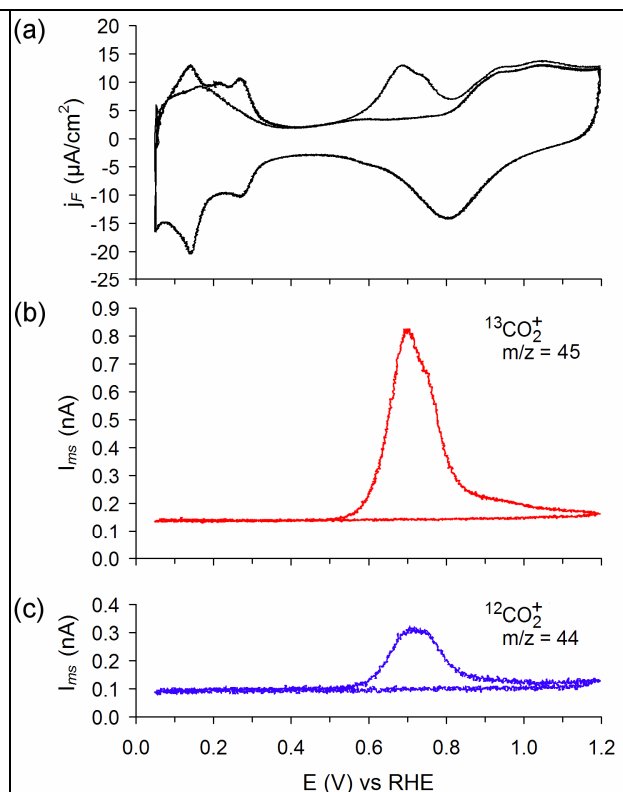 (a)
20
15
10
5
0
-5
-10
-15
-20
-25
j_F (µA/cm²)
(b)
¹³CO₂⁺
m/z = 45
0.9
0.8
0.7
0.6
0.5
0.4
0.3
0.2
0.1
0.0
I_ms (nA)
(c)
¹²CO₂⁺
m/z = 44
0.4
0.3
0.2
0.1
0.0
I_ms (nA)
0.0 0.2 0.4 0.6 0.8 1.0 1.2
E (V) vs RHE